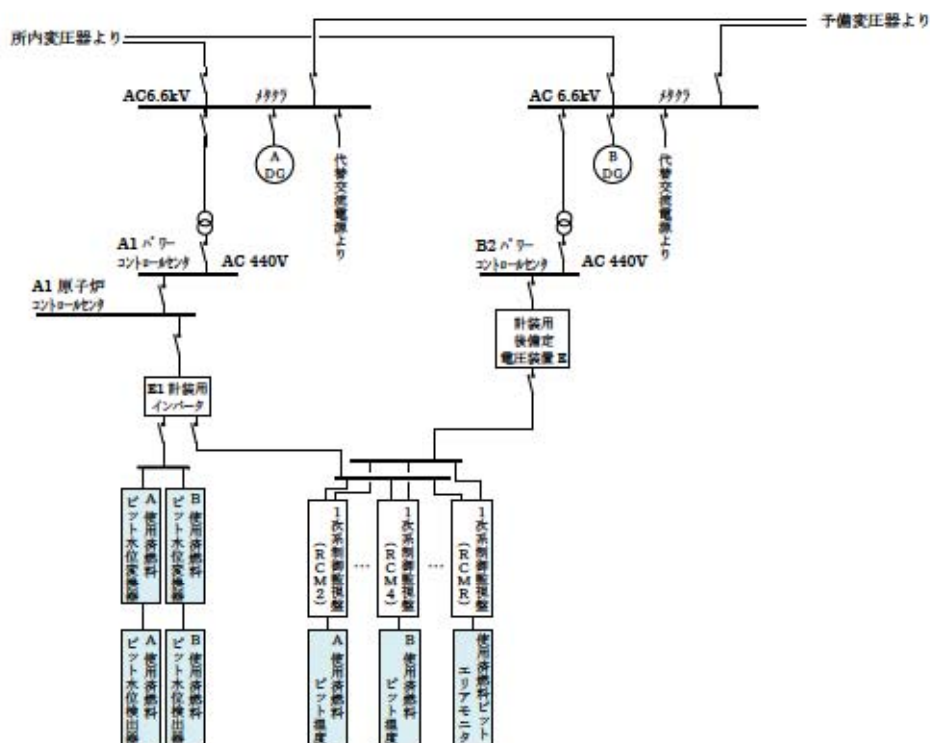 所内変圧器より
予備変圧器より
AC6.6kV
メタクラ
AC 6.6kV
メタクラ
A
DG
代替交流電源より
B
DG
代替交流電源より
A1 パワー
コントロールセンタ
AC 440V
B2 パワー
コントロールセンタ
AC 440V
A1 原子炉
コントロールセンタ
計装用
後備定
電圧装置 E
E1 計装用
インバータ
A 使用済燃料
ピット水位変換器
B 使用済燃料
ピット水位変換器
1次系制御監視盤
(RCM2)
…
1次系制御監視盤
(RCM4)
…
1次系制御監視盤
(RCMR)
A 使用済燃料
ピット水位検出器
B 使用済燃料
ピット水位検出器
A 使用済燃料
ピット温度
B 使用済燃料
ピット温度
使用済燃料ピット
エリアモニタ